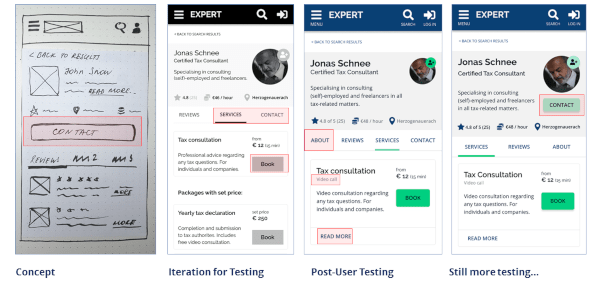 < BACK TO RESULTS
John Snow
READ MORE..
CONTACT
REVIEWS
MORE
MORE
Concept
EXPERT
< BACK TO SEARCH RESULTS
Jonas Schnee
Certified Tax Consultant
Specialising in consulting
(self)-employed and freelancers.
4.8 (25) €48 / hour Herzogenaurach
REVIEWS SERVICES CONTACT
Tax consultation
from
€ 12 (15 min)
Professional advice regarding
any tax questions. For
individuals and companies.
Book
Packages with set price:
Yearly tax declaration
set price
€ 250
Completion and submission
to tax authorities. Includes
free video consultation.
Book
Iteration for Testing
EXPERT
MENU SEARCH LOG IN
< BACK TO SEARCH RESULTS
Jonas Schnee
Certified Tax Consultant
Specialising in consulting
(self)-employed and freelancers in all
tax-related matters.
4.8 of 5 (25) €48 / hour Herzogenaurach
ABOUT REVIEWS SERVICES CONTACT
Tax consultation
Video call
from
€ 12 (15 min)
Video consultation regarding
any tax questions. For
individuals and companies.
BOOK
READ MORE
Post-User Testing
EXPERT
MENU SEARCH LOG IN
< BACK TO SEARCH RESULTS
Jonas Schnee
Certified Tax Consultant
Specialising in consulting
(self)-employed and freelancers
in tax-related matters.
CONTACT
4.8 of 5 (25) €48 / hour Herzogenaurach
SERVICES REVIEWS ABOUT
Tax consultation
Video call
from
€ 12 (15 min)
Video consultation regarding
any tax questions. For
individuals and companies.
BOOK
READ MORE
Still more testing...